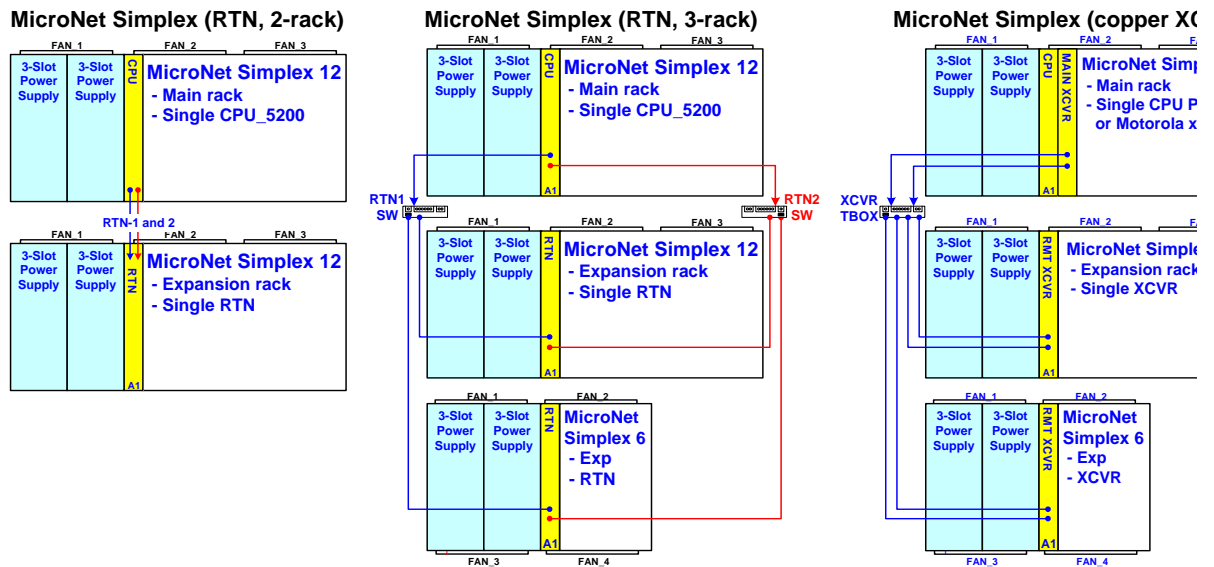 MicroNet Simplex (RTN, 2-rack)
FAN_1
FAN_2
FAN_3
3-Slot
Power
Supply
3-Slot
Power
Supply
CPU
MicroNet Simplex 12
- Main rack
- Single CPU_5200
RTN-1 and 2
FAN_1
FAN_2
FAN_3
3-Slot
Power
Supply
3-Slot
Power
Supply
RTN
A1
MicroNet Simplex 12
- Expansion rack
- Single RTN
MicroNet Simplex (RTN, 3-rack)
FAN_1
FAN_2
FAN_3
3-Slot
Power
Supply
3-Slot
Power
Supply
CPU
A1
MicroNet Simplex 12
- Main rack
- Single CPU_5200
RTN1
SW
RTN2
SW
FAN_1
FAN_2
FAN_3
3-Slot
Power
Supply
3-Slot
Power
Supply
RTN
A1
MicroNet Simplex 12
- Expansion rack
- Single RTN
FAN_1
FAN_2
3-Slot
Power
Supply
3-Slot
Power
Supply
RTN
A1
MicroNet
Simplex 6
- Exp
- RTN
FAN_3
FAN_4
MicroNet Simplex (copper XC
FAN_1
FAN_2
3-Slot
Power
Supply
3-Slot
Power
Supply
CPU
MAIN XCVR
A1
MicroNet Simp
- Main rack
- Single CPU P
or Motorola x
XCVR
TBOX
FAN_1
FAN_2
3-Slot
Power
Supply
3-Slot
Power
Supply
RMT XCVR
A1
MicroNet Simple
- Expansion rack
- Single XCVR
FAN_1
FAN_2
3-Slot
Power
Supply
3-Slot
Power
Supply
RMT XCVR
A1
MicroNet
Simplex 6
- Exp
- XCVR
FAN_3
FAN_4